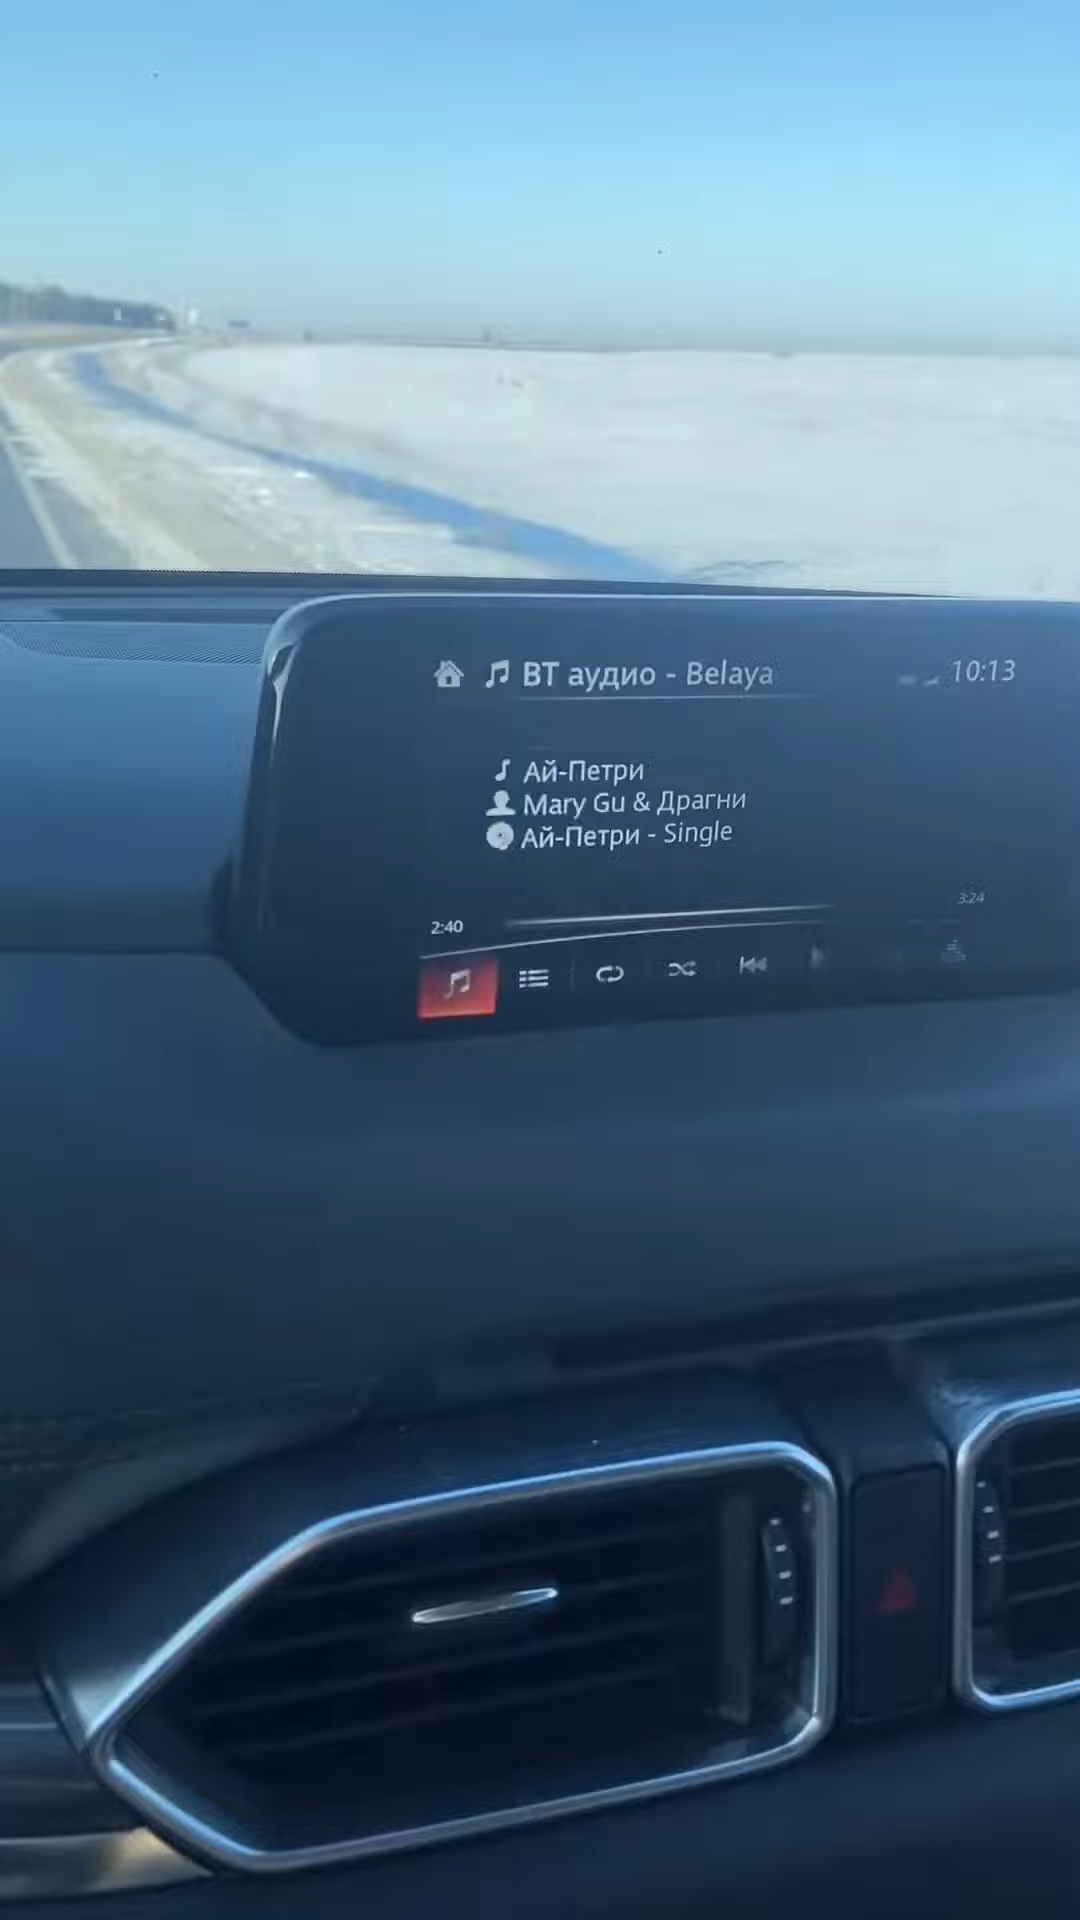 BT аудио - Belaya
10:13
Ай-Петри
Mary Gu & Драгни
Ай-Петри - Single
2:40
3:24